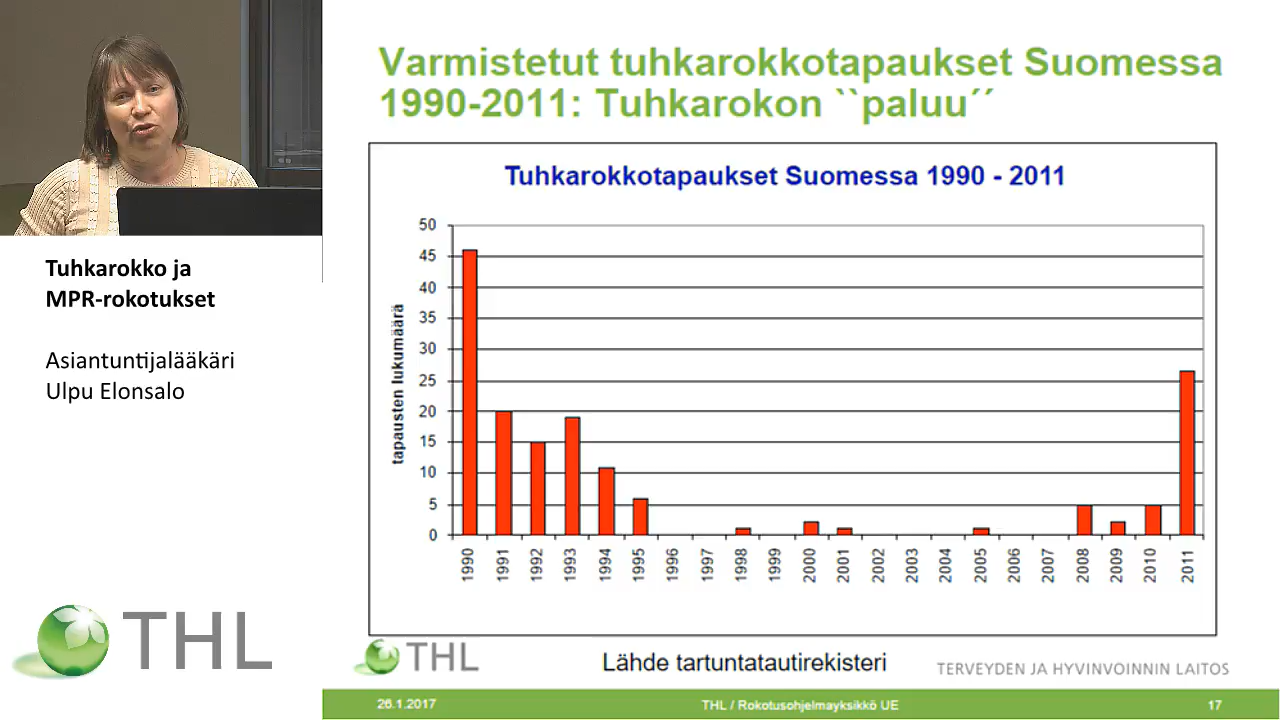 Varmistetut tuhkarokkotapaukset Suomessa
1990-2011: Tuhkarokon ``paluu´´
Tuhkarokkotapaukset Suomessa 1990 - 2011
tapausten lukumäärä
50
45
40
35
30
25
20
15
10
5
0
1990
1991
1992
1993
1994
1995
1996
1997
1998
1999
2000
2001
2002
2003
2004
2005
2006
2007
2008
2009
2010
2011
Tuhkarokko ja
MPR-rokotukset
Asiantuntijalääkäri
Ulpu Elonsalo
THL
THL
Lähde tartuntatautirekisteri
TERVEYDEN JA HYVINVOINNIN LAITOS
26.1.2017
THL / Rokotusohjelmayksikkö UE
17